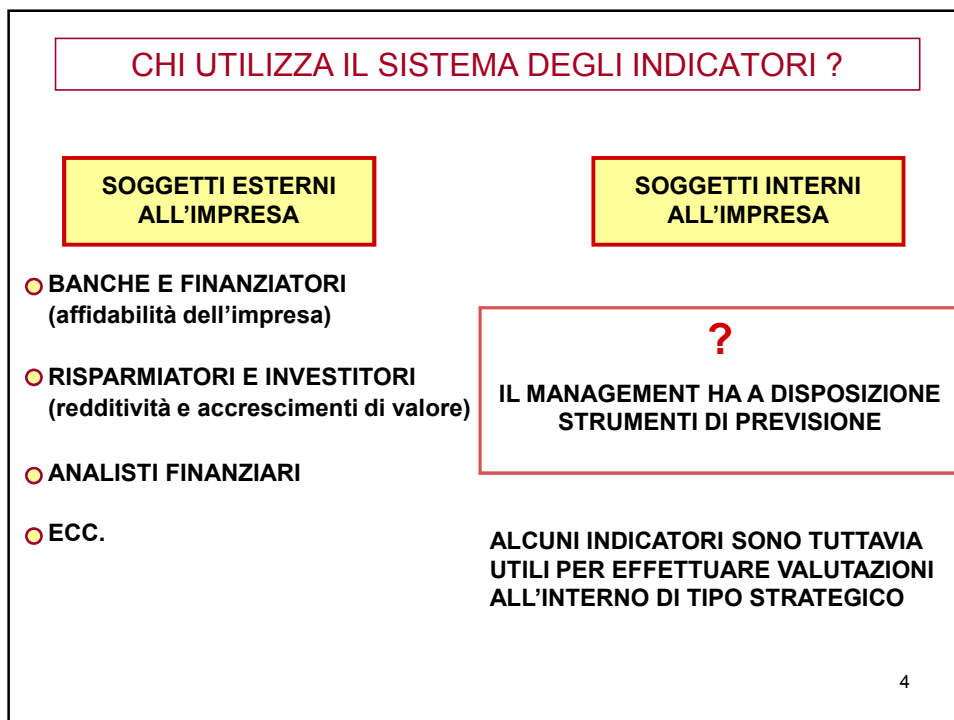 CHI UTILIZZA IL SISTEMA DEGLI INDICATORI ?
SOGGETTI ESTERNI
ALL’IMPRESA
BANCHE E FINANZIATORI
(affidabilità dell’impresa)
RISPARMIATORI E INVESTITORI
(redditività e accrescimenti di valore)
ANALISTI FINANZIARI
ECC.
SOGGETTI INTERNI
ALL’IMPRESA
?
IL MANAGEMENT HA A DISPOSIZIONE
STRUMENTI DI PREVISIONE
ALCUNI INDICATORI SONO TUTTAVIA
UTILI PER EFFETTUARE VALUTAZIONI
ALL’INTERNO DI TIPO STRATEGICO
4